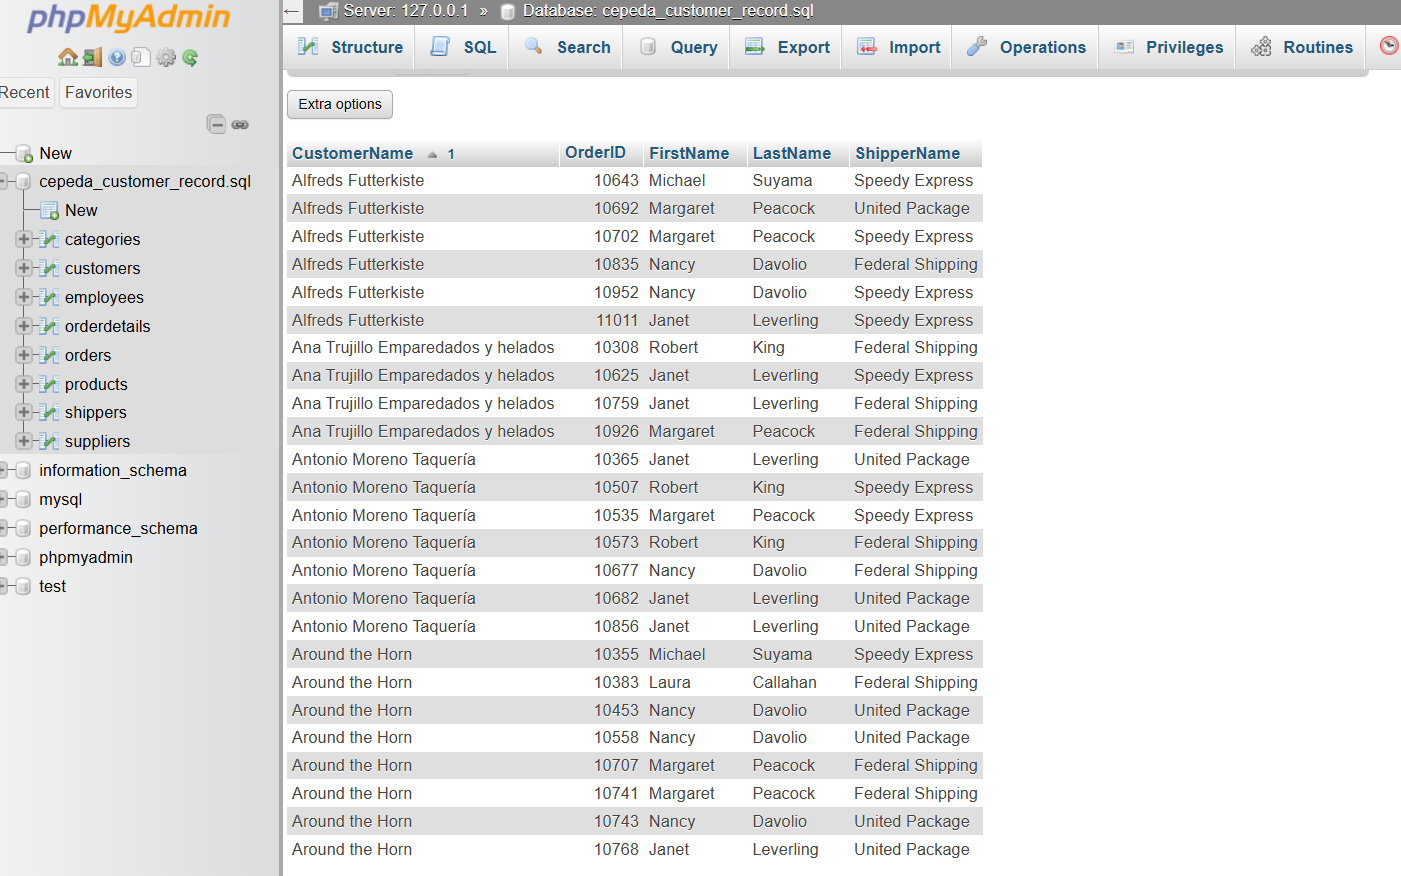 phpMyAdmin
Recent Favorites
New
cepeda_customer_record.sql
New
categories
customers
employees
orderdetails
orders
products
shippers
suppliers
information_schema
mysql
performance_schema
phpmyadmin
test
← Server: 127.0.0.1 » Database: cepeda_customer_record.sql
Structure SQL Search Query Export Import Operations Privileges Routines
Extra options
CustomerName 1 OrderID FirstName LastName ShipperName
Alfreds Futterkiste 10643 Michael Suyama Speedy Express
Alfreds Futterkiste 10692 Margaret Peacock United Package
Alfreds Futterkiste 10702 Margaret Peacock Speedy Express
Alfreds Futterkiste 10835 Nancy Davolio Federal Shipping
Alfreds Futterkiste 10952 Nancy Davolio Speedy Express
Alfreds Futterkiste 11011 Janet Leverling Speedy Express
Ana Trujillo Emparedados y helados 10308 Robert King Federal Shipping
Ana Trujillo Emparedados y helados 10625 Janet Leverling Speedy Express
Ana Trujillo Emparedados y helados 10759 Janet Leverling Federal Shipping
Ana Trujillo Emparedados y helados 10926 Margaret Peacock Federal Shipping
Antonio Moreno Taquería 10365 Janet Leverling United Package
Antonio Moreno Taquería 10507 Robert King Speedy Express
Antonio Moreno Taquería 10535 Margaret Peacock Speedy Express
Antonio Moreno Taquería 10573 Robert King Federal Shipping
Antonio Moreno Taquería 10677 Nancy Davolio Federal Shipping
Antonio Moreno Taquería 10682 Janet Leverling United Package
Antonio Moreno Taquería 10856 Janet Leverling United Package
Around the Horn 10355 Michael Suyama Speedy Express
Around the Horn 10383 Laura Callahan Federal Shipping
Around the Horn 10453 Nancy Davolio United Package
Around the Horn 10558 Nancy Davolio United Package
Around the Horn 10707 Margaret Peacock Federal Shipping
Around the Horn 10741 Margaret Peacock Federal Shipping
Around the Horn 10743 Nancy Davolio United Package
Around the Horn 10768 Janet Leverling United Package